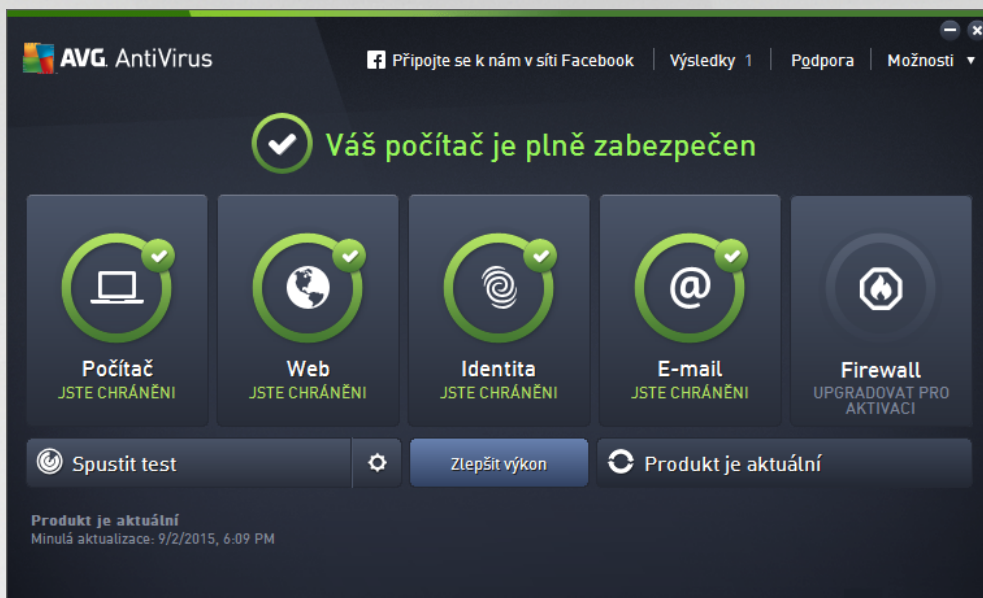 AVG. AntiVirus
Připojte se k nám v síti Facebook
Výsledky 1
Podpora
Možnosti
Váš počítač je plně zabezpečen
Počítač
JSTE CHRÁNĚNI
Web
JSTE CHRÁNĚNI
Identita
JSTE CHRÁNĚNI
E-mail
JSTE CHRÁNĚNI
Firewall
UPGRADOVAT PRO
AKTIVACI
Spustit test
Zlepšit výkon
Produkt je aktuální
Produkt je aktuální
Minulá aktualizace: 9/2/2015, 6:09 PM